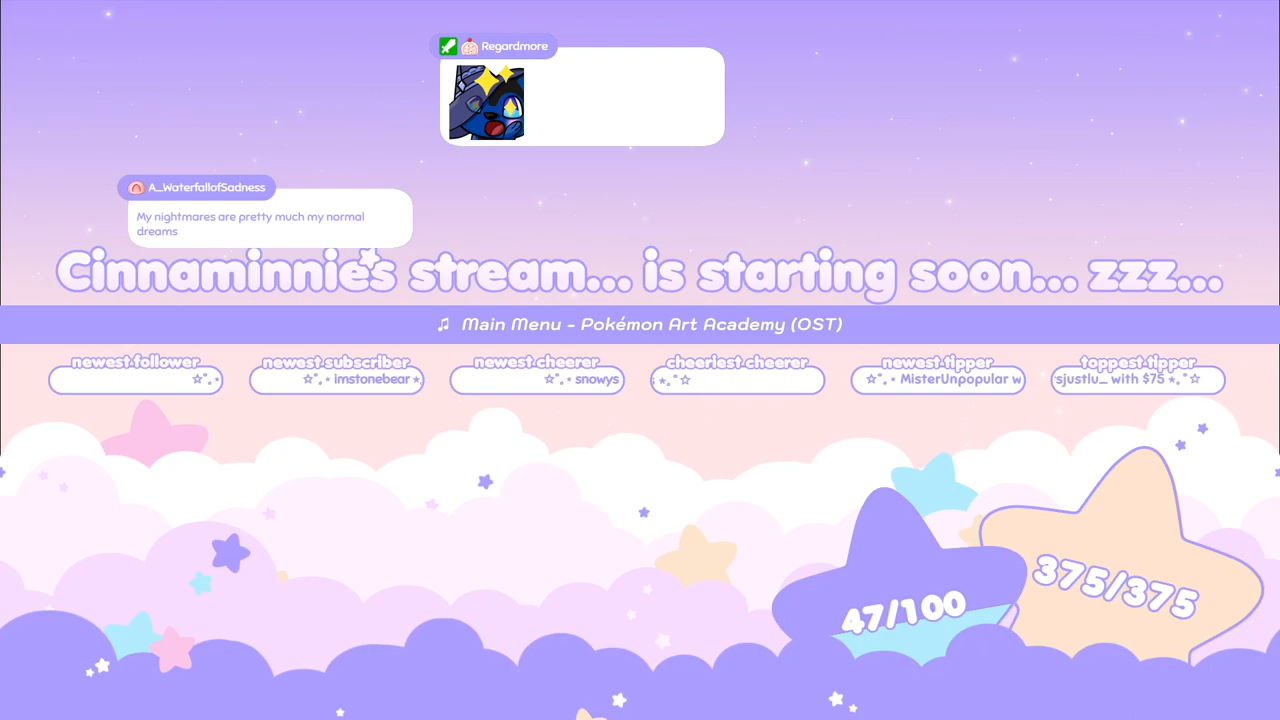 Regardmore
A_WaterfallofSadness
My nightmares are pretty much my normal
dreams
Cinnaminnie's stream... is starting soon... zzz...
♫ Main Menu - Pokémon Art Academy (OST)
newest follower
newest subscriber
newest cheerer
cheeriest cheerer
newest tipper
toppest tipper
☆˚.⋆
☆˚.⋆ imstonebear ⋆.
☆˚.⋆ snowys
⋆.˚☆
☆˚.⋆ MisterUnpopular w
sjustlu_ with $75 ⋆.˚☆
47/100
375/375